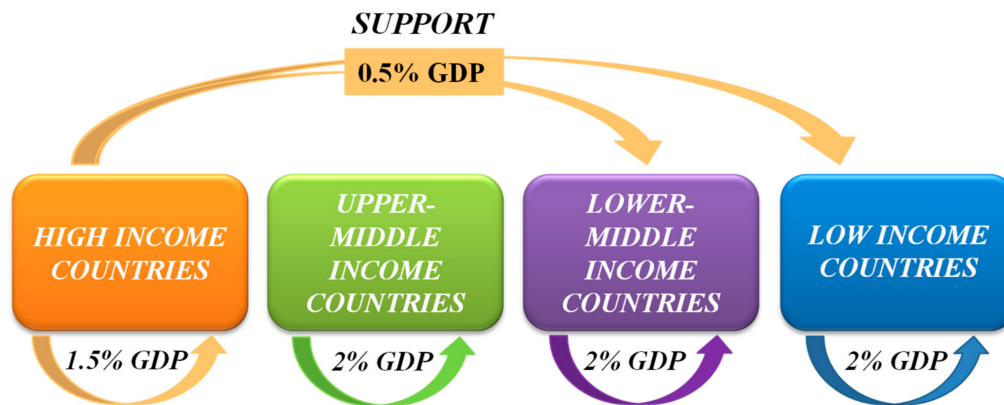 SUPPORT
0.5% GDP
HIGH INCOME
COUNTRIES
UPPER-
MIDDLE
INCOME
COUNTRIES
LOWER-
MIDDLE
INCOME
COUNTRIES
LOW INCOME
COUNTRIES
1.5% GDP
2% GDP
2% GDP
2% GDP